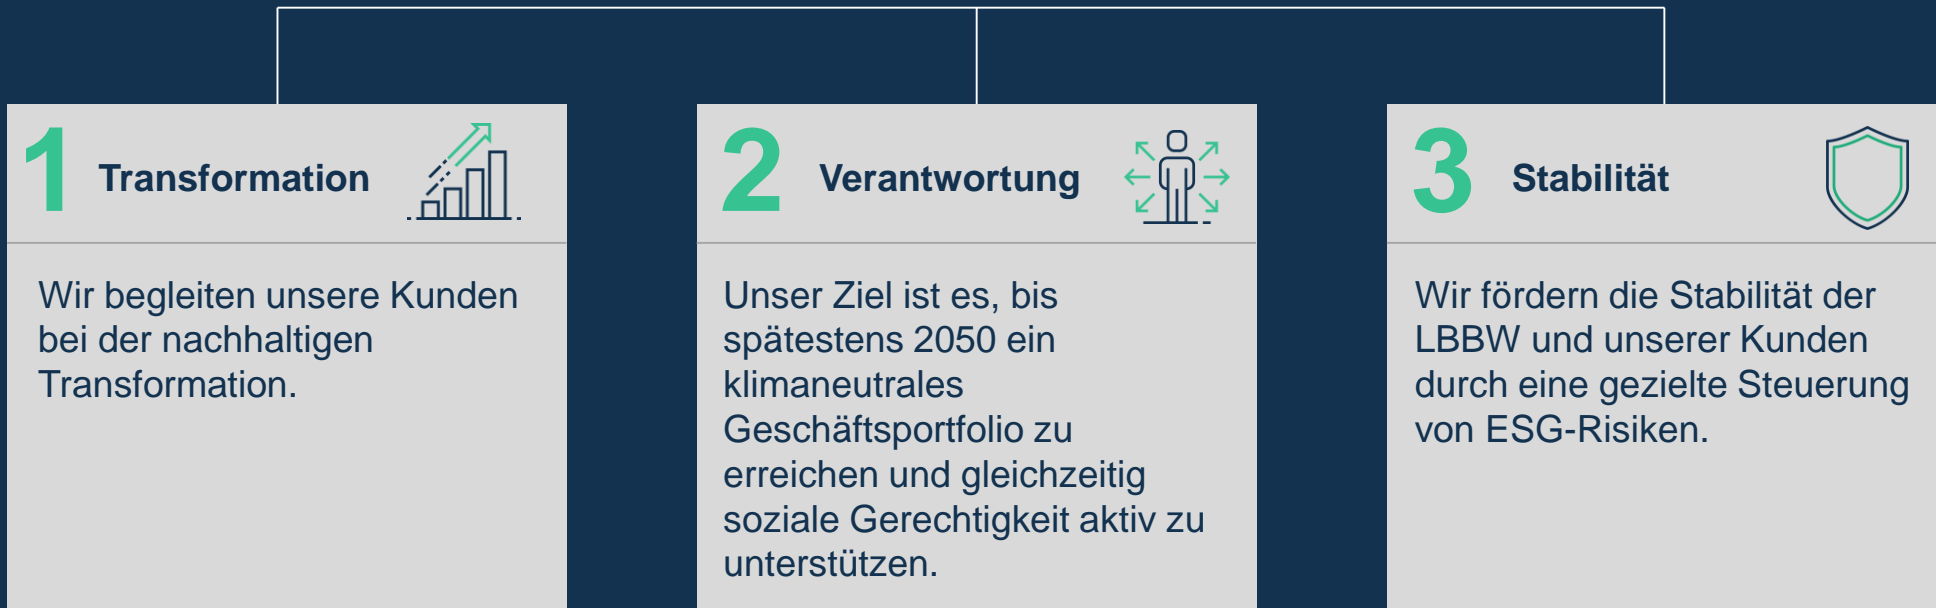 1 Transformation
Wir begleiten unsere Kunden
bei der nachhaltigen
Transformation.
2 Verantwortung
Unser Ziel ist es, bis
spätestens 2050 ein
klimaneutrales
Geschäftsportfolio zu
erreichen und gleichzeitig
soziale Gerechtigkeit aktiv zu
unterstützen.
3 Stabilität
Wir fördern die Stabilität der
LBBW und unserer Kunden
durch eine gezielte Steuerung
von ESG-Risiken.